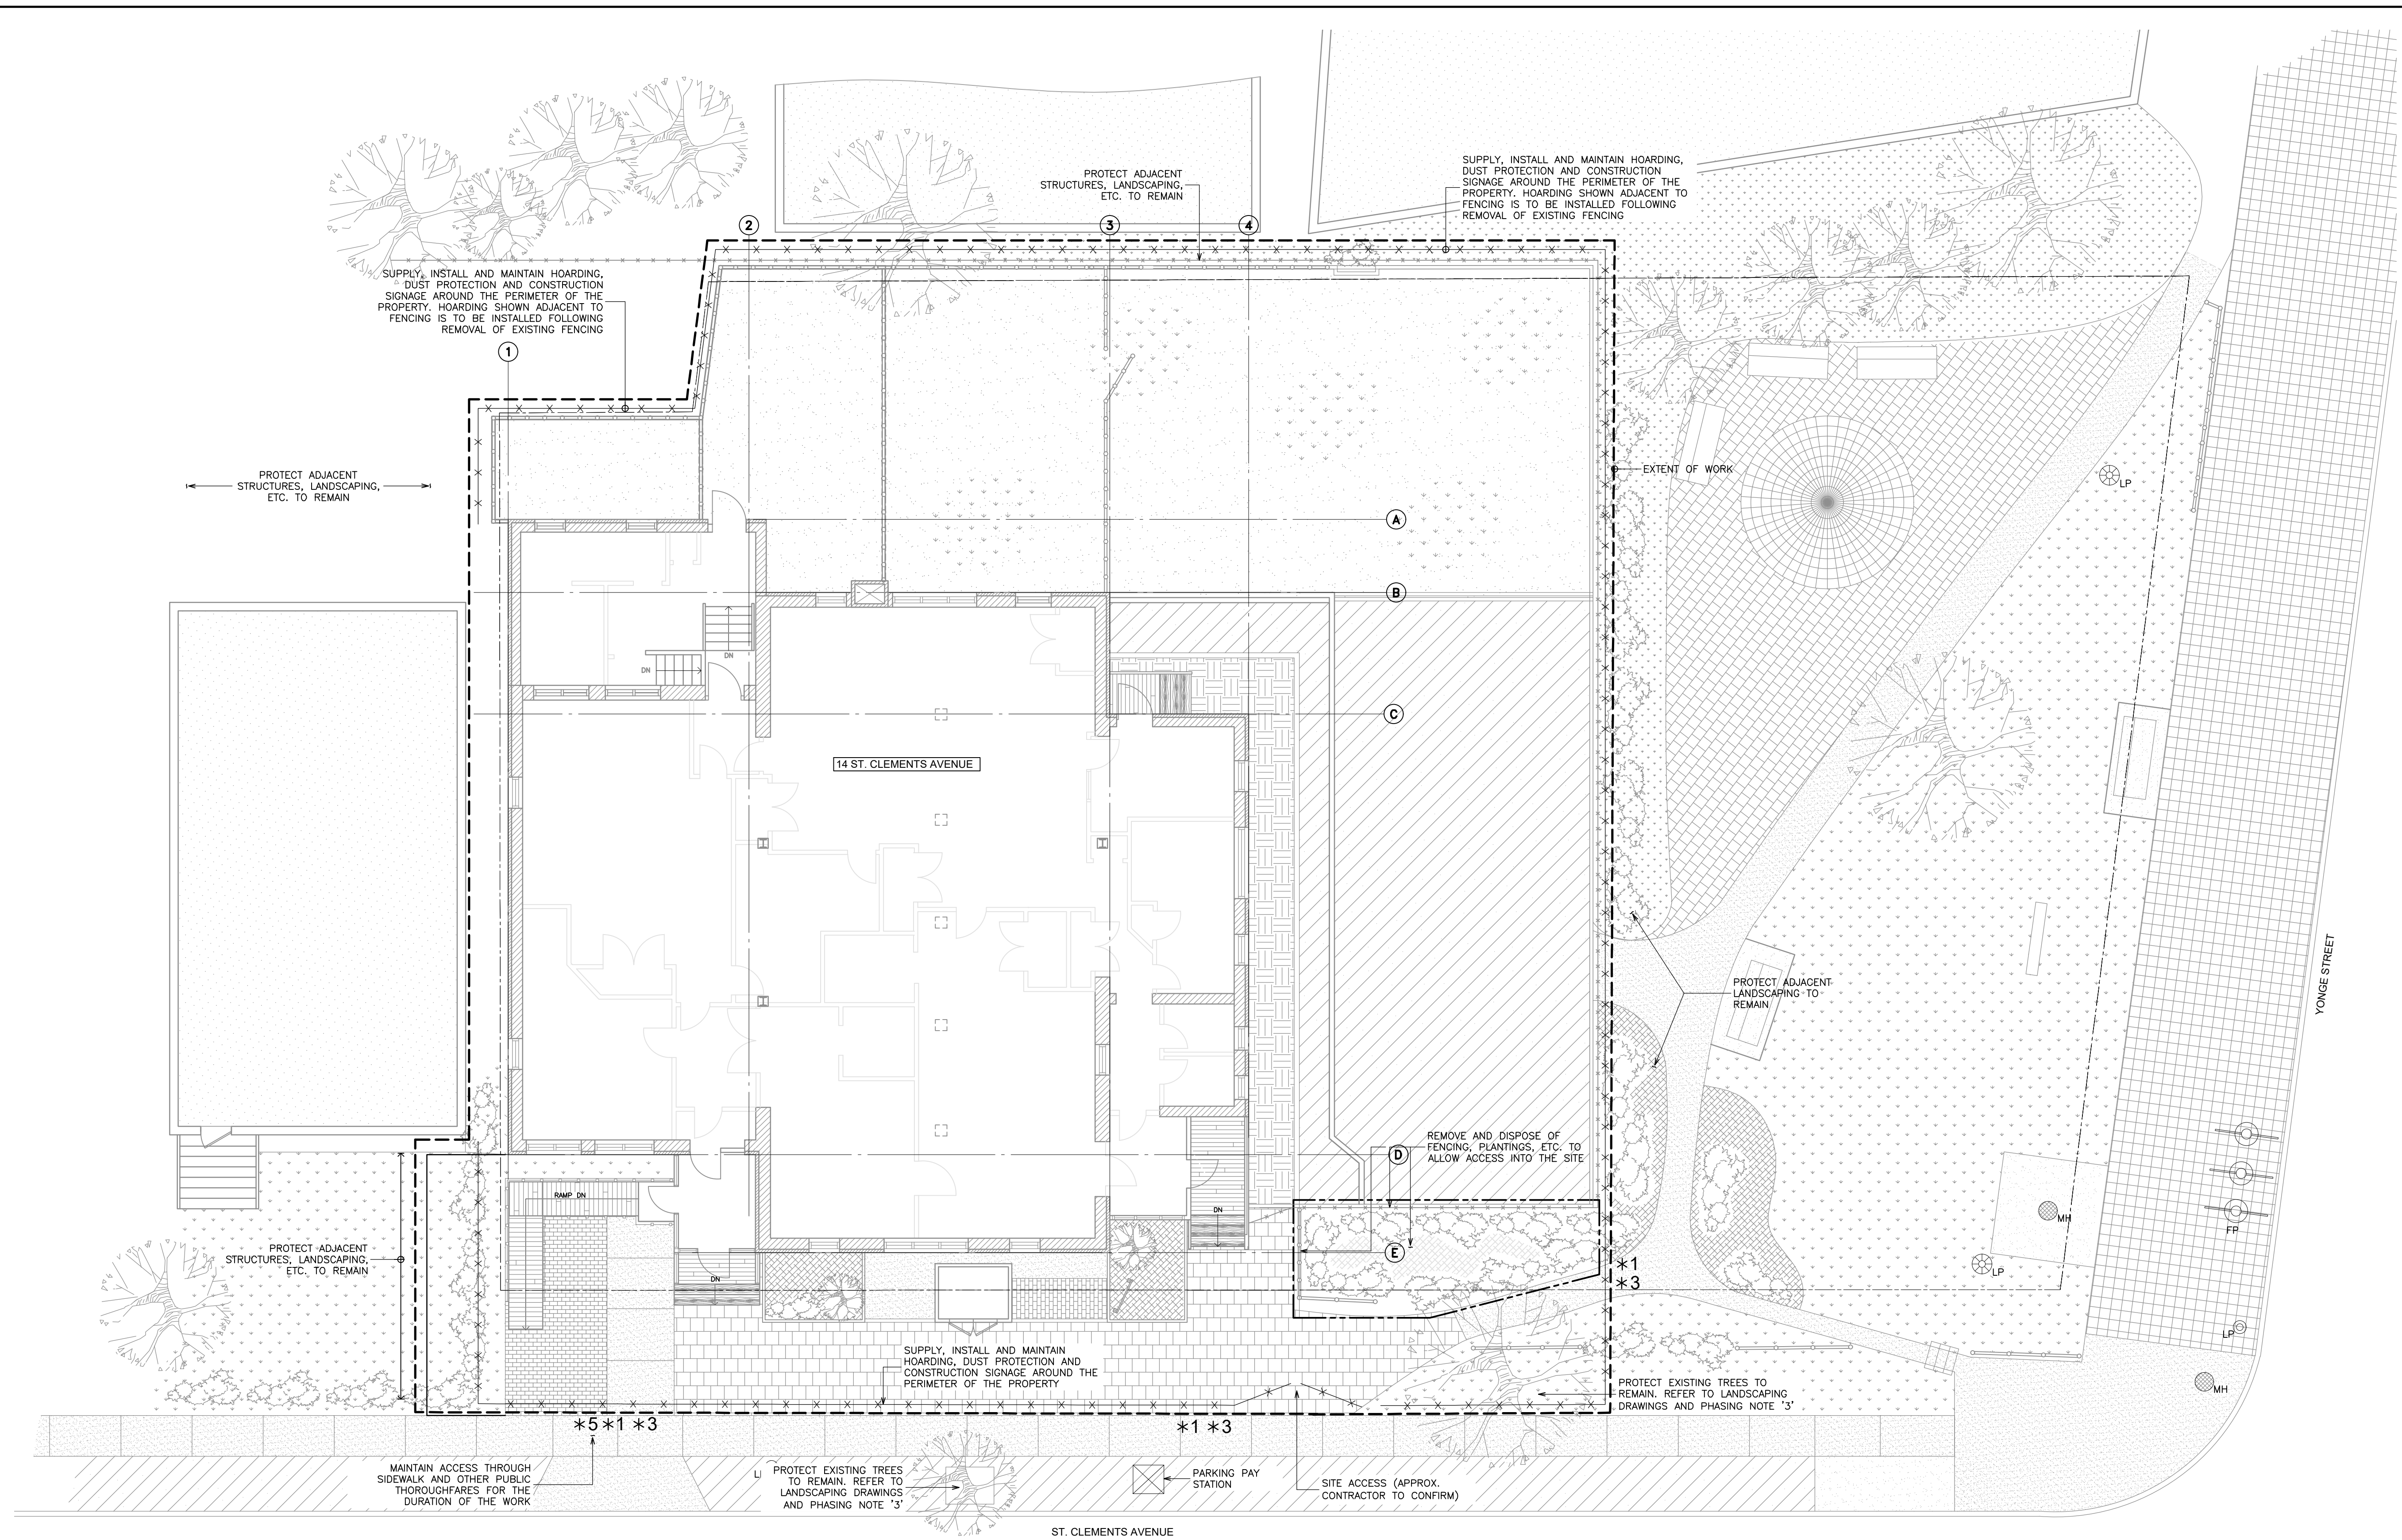 PROTECT ADJACENT
STRUCTURES, LANDSCAPING,
ETC. TO REMAIN
SUPPLY, INSTALL AND MAINTAIN HOARDING,
DUST PROTECTION AND CONSTRUCTION
SIGNAGE AROUND THE PERIMETER OF THE
PROPERTY. HOARDING SHOWN ADJACENT TO
FENCING IS TO BE INSTALLED FOLLOWING
REMOVAL OF EXISTING FENCING
2
3
4
SUPPLY, INSTALL AND MAINTAIN HOARDING,
DUST PROTECTION AND CONSTRUCTION
SIGNAGE AROUND THE PERIMETER OF THE
PROPERTY. HOARDING SHOWN ADJACENT TO
FENCING IS TO BE INSTALLED FOLLOWING
REMOVAL OF EXISTING FENCING
1
PROTECT ADJACENT
STRUCTURES, LANDSCAPING,
ETC. TO REMAIN
EXTENT OF WORK
LP
A
B
DN
DN
C
14 ST. CLEMENTS AVENUE
YONGE STREET
PROTECT ADJACENT
LANDSCAPING TO
REMAIN
REMOVE AND DISPOSE OF
FENCING, PLANTINGS, ETC. TO
ALLOW ACCESS INTO THE SITE
D
RAMP DN
DN
MH
FP
PROTECT ADJACENT
STRUCTURES, LANDSCAPING,
ETC. TO REMAIN
E
DN
*1
*3
LP
LP
SUPPLY, INSTALL AND MAINTAIN
HOARDING, DUST PROTECTION AND
CONSTRUCTION SIGNAGE AROUND THE
PERIMETER OF THE PROPERTY
PROTECT EXISTING TREES TO
REMAIN. REFER TO LANDSCAPING
DRAWINGS AND PHASING NOTE '3'
MH
*5 *1 *3
*1 *3
MAINTAIN ACCESS THROUGH
SIDEWALK AND OTHER PUBLIC
THOROUGHFARES FOR THE
DURATION OF THE WORK
PROTECT EXISTING TREES
TO REMAIN. REFER TO
LANDSCAPING DRAWINGS
AND PHASING NOTE '3'
PARKING PAY
STATION
SITE ACCESS (APPROX.
CONTRACTOR TO CONFIRM)
ST. CLEMENTS AVENUE